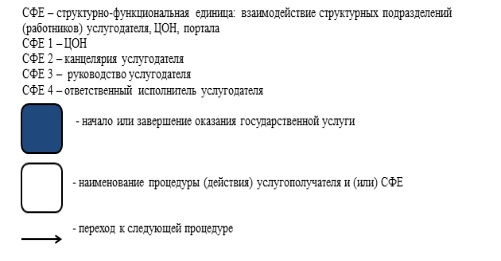 СФЕ – структурно-функциональная единица: взаимодействие структурных подразделений
(работников) услугодателя, ЦОН, портала
СФЕ 1 – ЦОН
СФЕ 2 – канцелярия услугодателя
СФЕ 3 – руководство услугодателя
СФЕ 4 – ответственный исполнитель услугодателя
- начало или завершение оказания государственной услуги
- наименование процедуры (действия) услугополучателя и (или) СФЕ
- переход к следующей процедуре